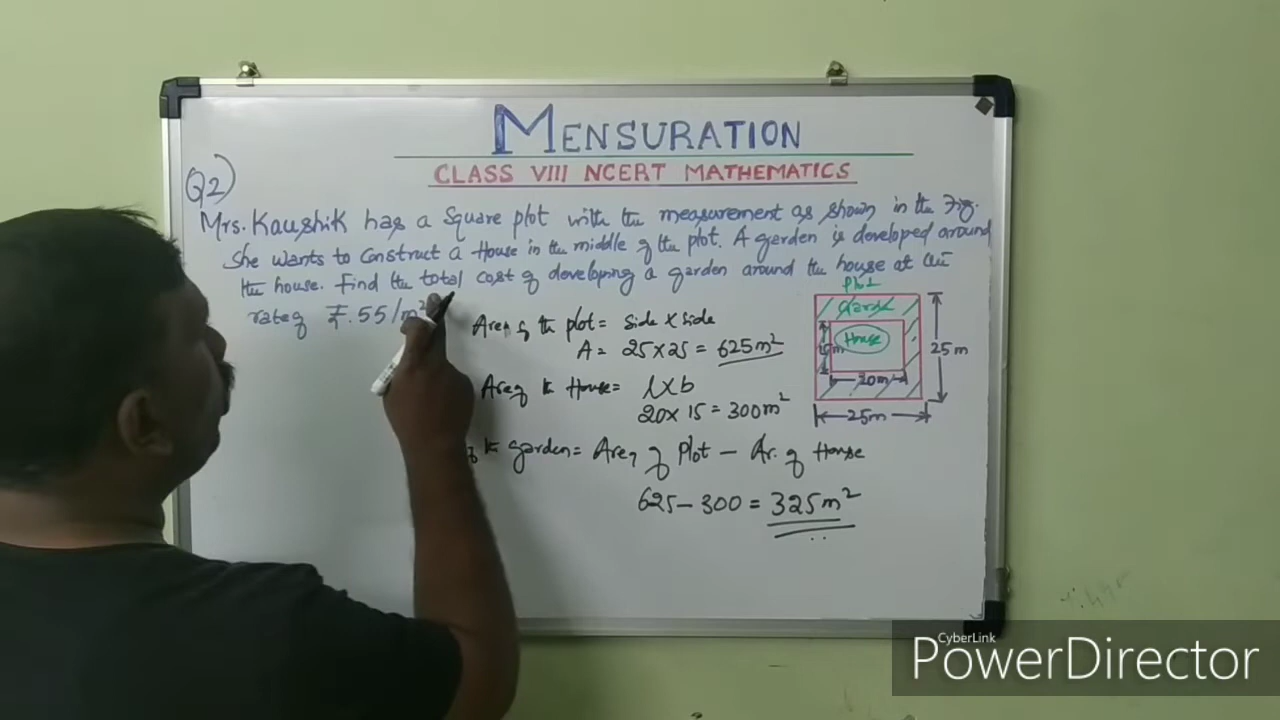 MENSURATION
CLASS VIII NCERT MATHEMATICS
Q2)
Mrs. Kaushik has a square plot with the measurement as shown in the Fig.
She wants to construct a House in the middle of the plot. A garden is developed around
the house. Find the total cost of developing a garden around the house at the
rate of ₹.55/m²
Plot
Garden
House
15m
20m
25m
25m
Area of the plot = side x side
A = 25x25 = 625m²
Area of the House = lxb
20x 15 = 300m²
of the garden = Area of Plot - Ar. of House
625 - 300 = 325m²
CyberLink
PowerDirector